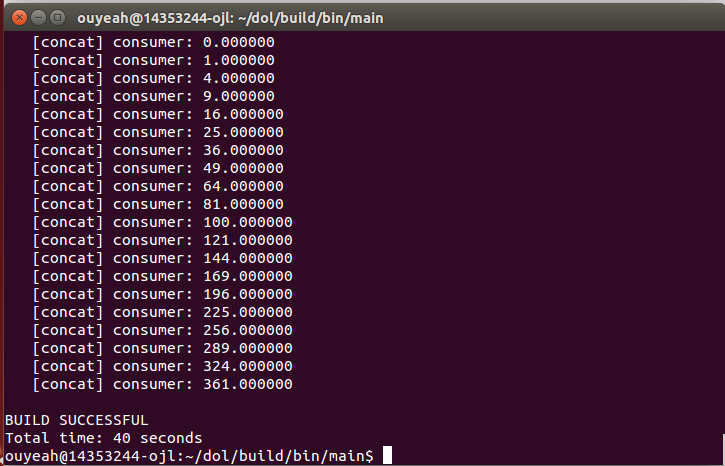 ouyeah@14353244-ojl: ~/dol/build/bin/main
[concat] consumer: 0.000000
[concat] consumer: 1.000000
[concat] consumer: 4.000000
[concat] consumer: 9.000000
[concat] consumer: 16.000000
[concat] consumer: 25.000000
[concat] consumer: 36.000000
[concat] consumer: 49.000000
[concat] consumer: 64.000000
[concat] consumer: 81.000000
[concat] consumer: 100.000000
[concat] consumer: 121.000000
[concat] consumer: 144.000000
[concat] consumer: 169.000000
[concat] consumer: 196.000000
[concat] consumer: 225.000000
[concat] consumer: 256.000000
[concat] consumer: 289.000000
[concat] consumer: 324.000000
[concat] consumer: 361.000000
BUILD SUCCESSFUL
Total time: 40 seconds
ouyeah@14353244-ojl:~/dol/build/bin/main$